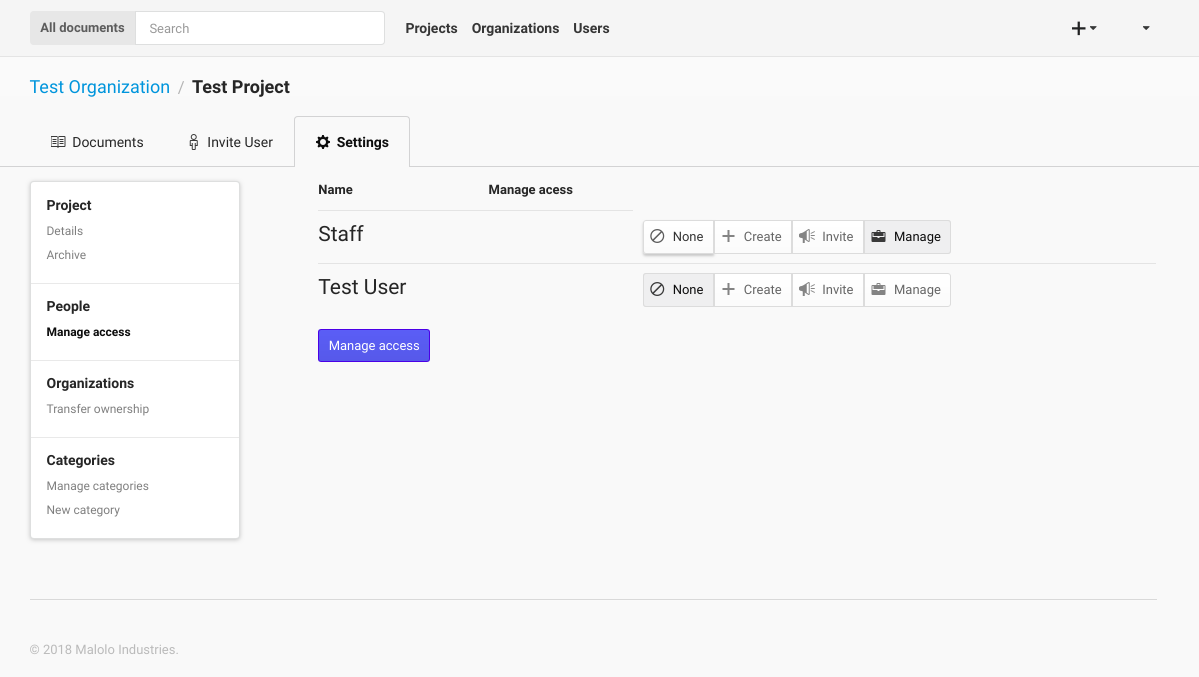 All documents Search Projects Organizations Users
Test Organization / Test Project
Documents Invite User Settings
Project
Details
Archive
People
Manage access
Organizations
Transfer ownership
Categories
Manage categories
New category
Name Manage acess
Staff None Create Invite Manage
Test User None Create Invite Manage
Manage access
© 2018 Malolo Industries.